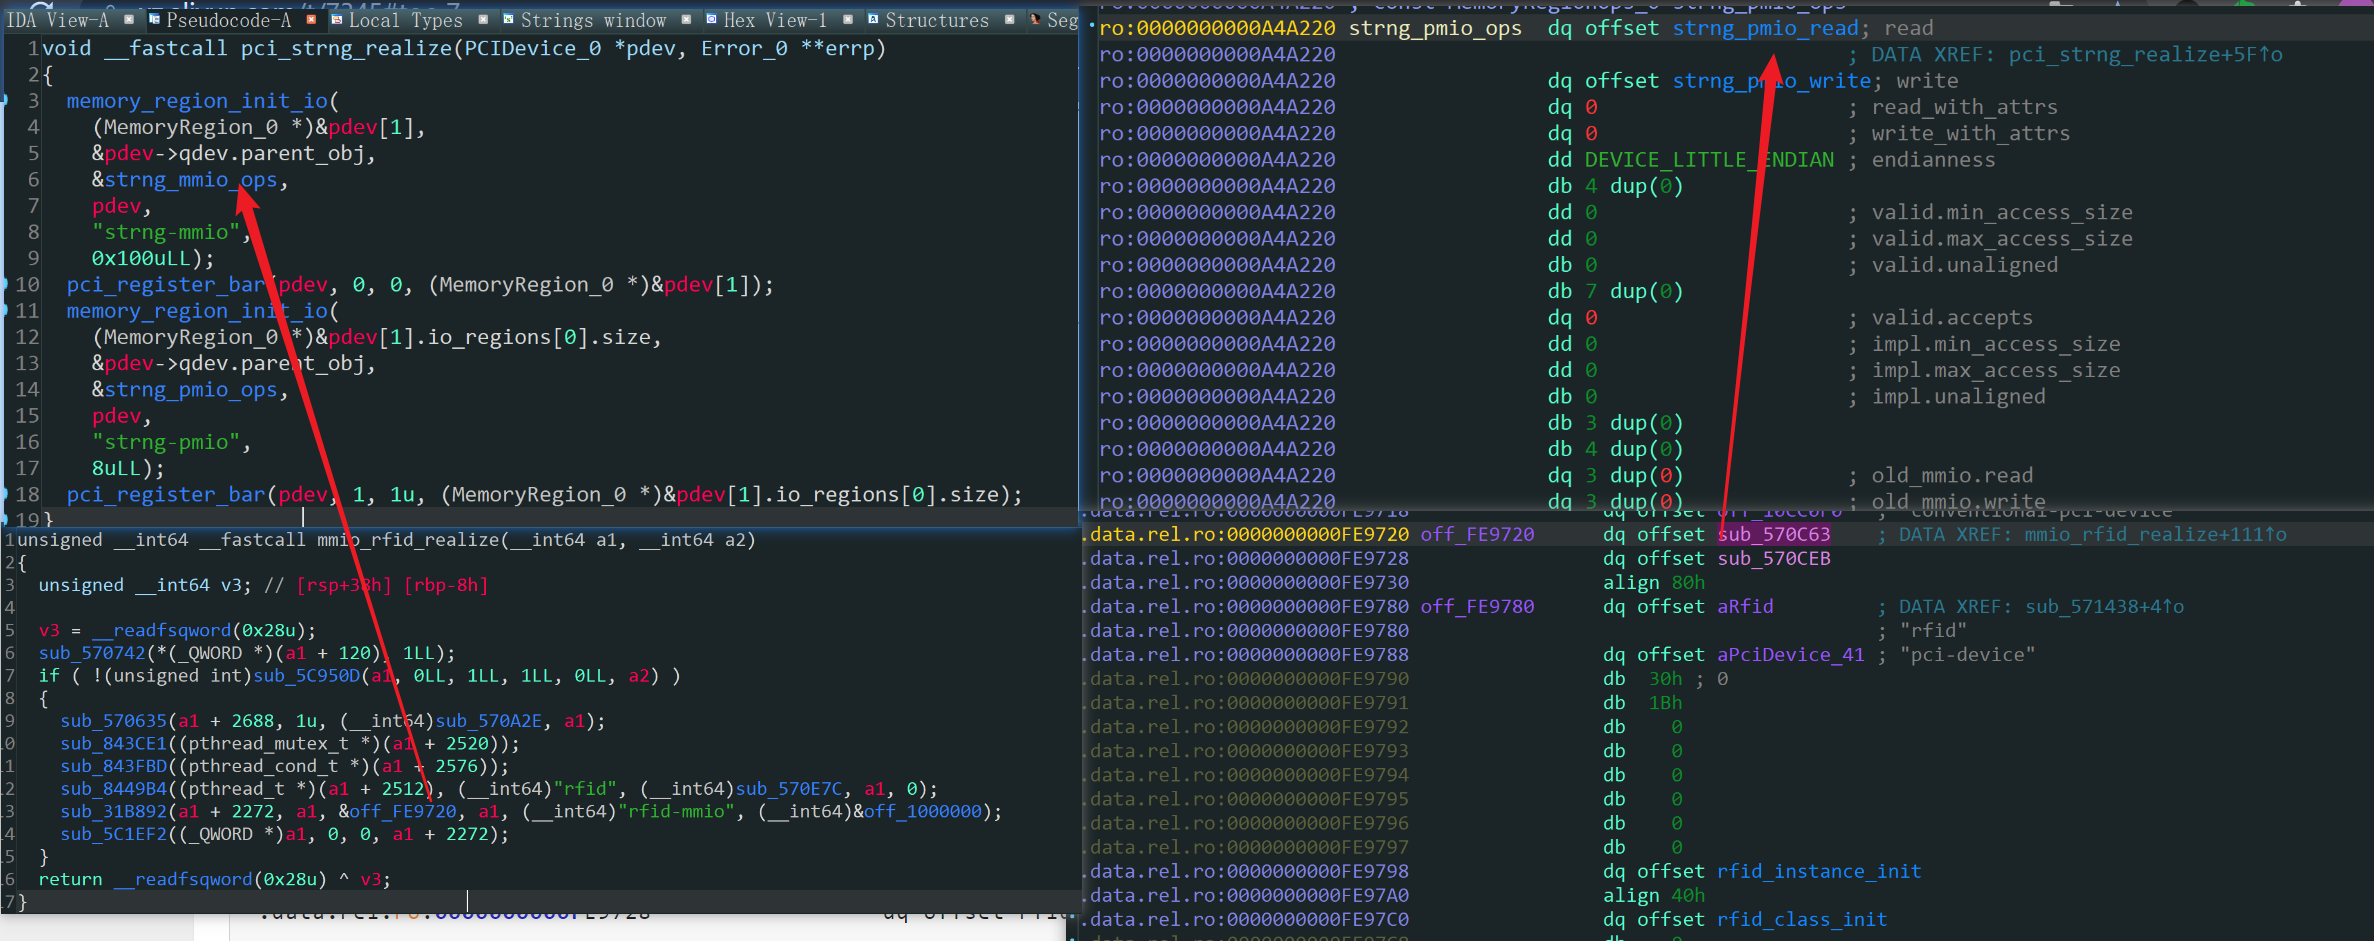 IDA View-A Pseudocode-A Local Types Strings window Hex View-1 Structures Seg
1 void __fastcall pci_strng_realize(PCIDevice_0 *pdev, Error_0 **errp)
2 {
3 memory_region_init_io(
4 (MemoryRegion_0 *)&pdev[1],
5 &pdev->qdev.parent_obj,
6 &strng_mmio_ops,
7 pdev,
8 "strng-mmio",
9 0x100uLL);
10 pci_register_bar(pdev, 0, 0, (MemoryRegion_0 *)&pdev[1]);
11 memory_region_init_io(
12 (MemoryRegion_0 *)&pdev[1].io_regions[0].size,
13 &pdev->qdev.parent_obj,
14 &strng_pmio_ops,
15 pdev,
16 "strng-pmio",
17 8uLL);
18 pci_register_bar(pdev, 1, 1u, (MemoryRegion_0 *)&pdev[1].io_regions[0].size);
19 }
1 unsigned __int64 __fastcall mmio_rfid_realize(__int64 a1, __int64 a2)
2 {
3 unsigned __int64 v3; // [rsp+38h] [rbp-8h]
4
5 v3 = __readfsqword(0x28u);
6 sub_570742(*(_QWORD *)(a1 + 120), 1LL);
7 if ( !(unsigned int)sub_5C950D(a1, 0LL, 1LL, 1LL, 0LL, a2) )
8 {
9 sub_570635(a1 + 2688, 1u, (__int64)sub_570A2E, a1);
0 sub_843CE1((pthread_mutex_t *)(a1 + 2520));
1 sub_843FBD((pthread_cond_t *)(a1 + 2576));
2 sub_8449B4((pthread_t *)(a1 + 2512), (__int64)"rfid", (__int64)sub_570E7C, a1, 0);
3 sub_31B892(a1 + 2272, a1, &off_FE9720, a1, (__int64)"rfid-mmio", (__int64)&off_1000000);
4 sub_5C1EF2((_QWORD *)a1, 0, 0, a1 + 2272);
5 }
6 return __readfsqword(0x28u) ^ v3;
7 }
ro:0000000000A4A220 ; const MemoryRegionOps_0 strng_pmio_ops
ro:0000000000A4A220 strng_pmio_ops dq offset strng_pmio_read; read
ro:0000000000A4A220 ; DATA XREF: pci_strng_realize+5F↑o
ro:0000000000A4A220 dq offset strng_pmio_write; write
ro:0000000000A4A220 dq 0 ; read_with_attrs
ro:0000000000A4A220 dq 0 ; write_with_attrs
ro:0000000000A4A220 dd DEVICE_LITTLE_ENDIAN ; endianness
ro:0000000000A4A220 db 4 dup(0)
ro:0000000000A4A220 dd 0 ; valid.min_access_size
ro:0000000000A4A220 dd 0 ; valid.max_access_size
ro:0000000000A4A220 db 0 ; valid.unaligned
ro:0000000000A4A220 db 7 dup(0)
ro:0000000000A4A220 dq 0 ; valid.accepts
ro:0000000000A4A220 dd 0 ; impl.min_access_size
ro:0000000000A4A220 dd 0 ; impl.max_access_size
ro:0000000000A4A220 db 0 ; impl.unaligned
ro:0000000000A4A220 db 3 dup(0)
ro:0000000000A4A220 db 4 dup(0)
ro:0000000000A4A220 dq 3 dup(0) ; old_mmio.read
ro:0000000000A4A220 dq 3 dup(0) ; old_mmio.write
.data.rel.ro:0000000000FE9718 dq offset ; "conventional-pci-device"
.data.rel.ro:0000000000FE9720 off_FE9720 dq offset sub_570C63 ; DATA XREF: mmio_rfid_realize+111↑o
.data.rel.ro:0000000000FE9728 dq offset sub_570CEB
.data.rel.ro:0000000000FE9730 align 80h
.data.rel.ro:0000000000FE9780 off_FE9780 dq offset aRfid ; DATA XREF: sub_571438+4↑o
.data.rel.ro:0000000000FE9780 ; "rfid"
.data.rel.ro:0000000000FE9788 dq offset aPciDevice_41 ; "pci-device"
.data.rel.ro:0000000000FE9790 db 30h ; 0
.data.rel.ro:0000000000FE9791 db 1Bh
.data.rel.ro:0000000000FE9792 db 0
.data.rel.ro:0000000000FE9793 db 0
.data.rel.ro:0000000000FE9794 db 0
.data.rel.ro:0000000000FE9795 db 0
.data.rel.ro:0000000000FE9796 db 0
.data.rel.ro:0000000000FE9797 db 0
.data.rel.ro:0000000000FE9798 dq offset rfid_instance_init
.data.rel.ro:0000000000FE97A0 align 40h
.data.rel.ro:0000000000FE97C0 dq offset rfid_class_init